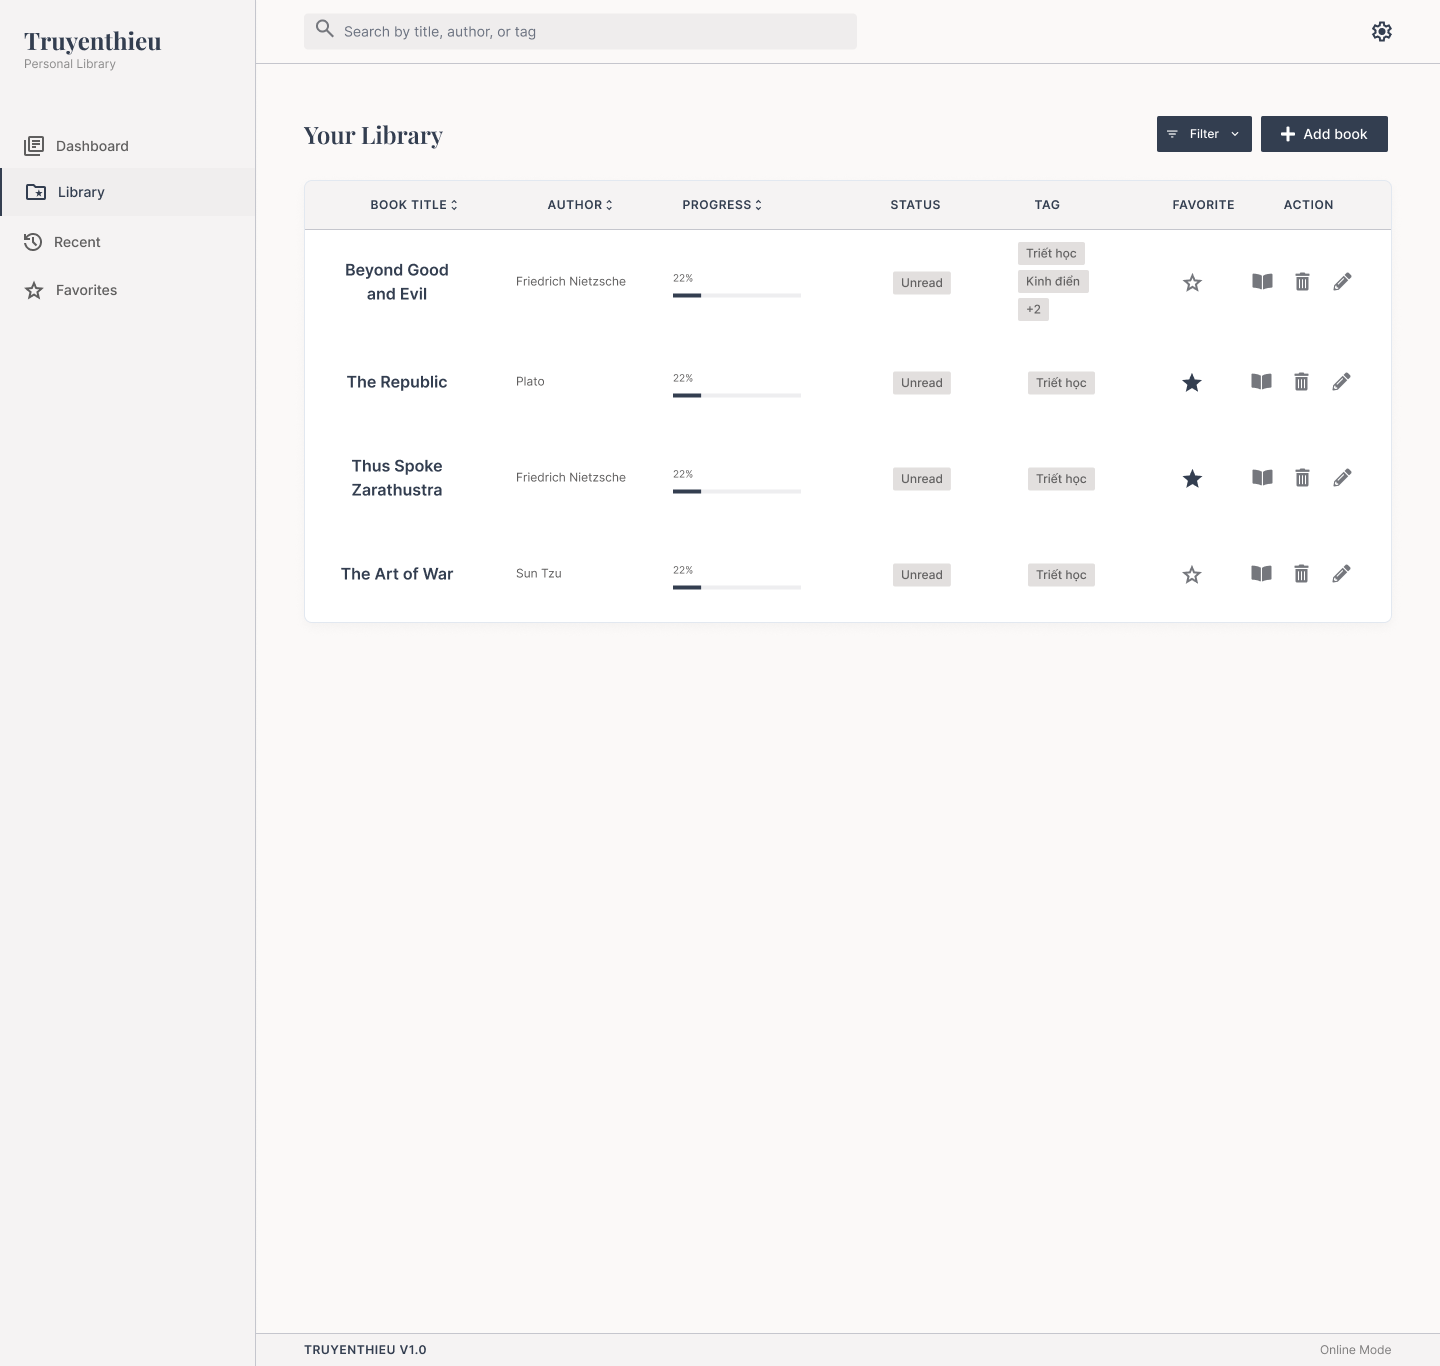 Truyenthieu
Personal Library
Dashboard
Library
Recent
Favorites
Search by title, author, or tag
Your Library
Filter
Add book
BOOK TITLE AUTHOR PROGRESS STATUS TAG FAVORITE ACTION
Beyond Good
and Evil
Friedrich Nietzsche
22%
Unread
Triết học
Kinh điển
+2
The Republic
Plato
22%
Unread
Triết học
Thus Spoke
Zarathustra
Friedrich Nietzsche
22%
Unread
Triết học
The Art of War
Sun Tzu
22%
Unread
Triết học
TRUYENTHIEU V1.0
Online Mode